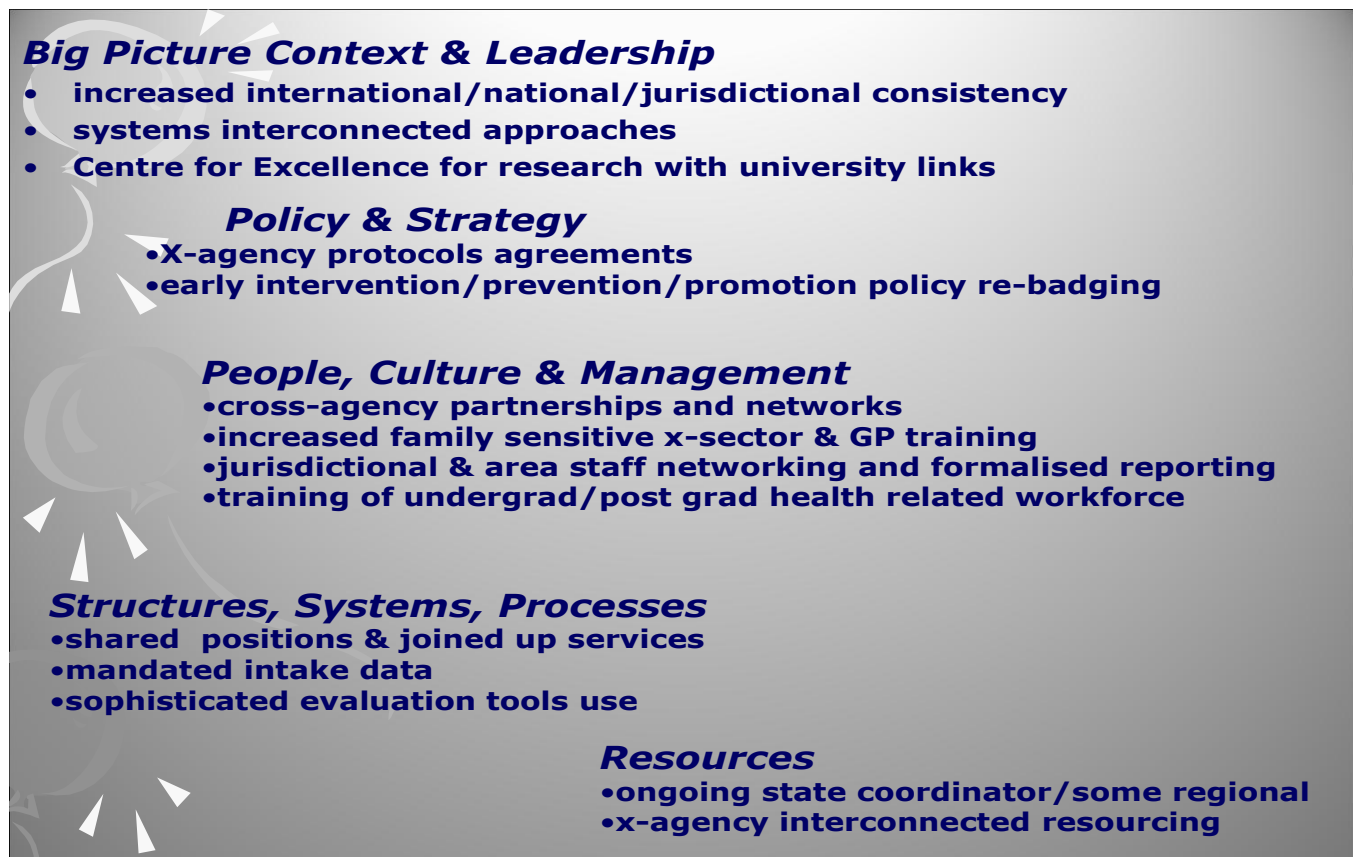 Big Picture Context & Leadership
• increased international/national/jurisdictional consistency
• systems interconnected approaches
• Centre for Excellence for research with university links
Policy & Strategy
•X-agency protocols agreements
•early intervention/prevention/promotion policy re-badging
People, Culture & Management
•cross-agency partnerships and networks
•increased family sensitive x-sector & GP training
•jurisdictional & area staff networking and formalised reporting
•training of undergrad/post grad health related workforce
Structures, Systems, Processes
•shared  positions & joined up services
•mandated intake data
•sophisticated evaluation tools use
Resources
•ongoing state coordinator/some regional
•x-agency interconnected resourcing